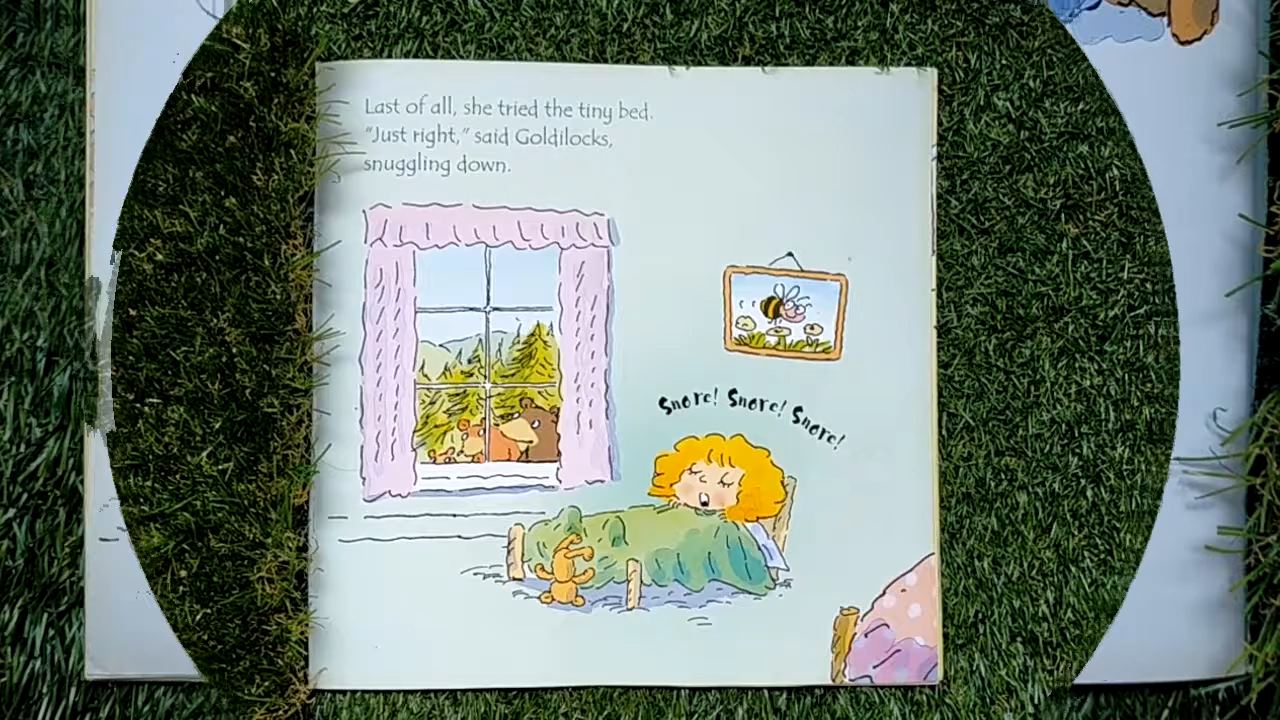 Last of all, she tried the tiny bed.
“Just right,” said Goldilocks,
snuggling down.
Snore! Snore! Snore!